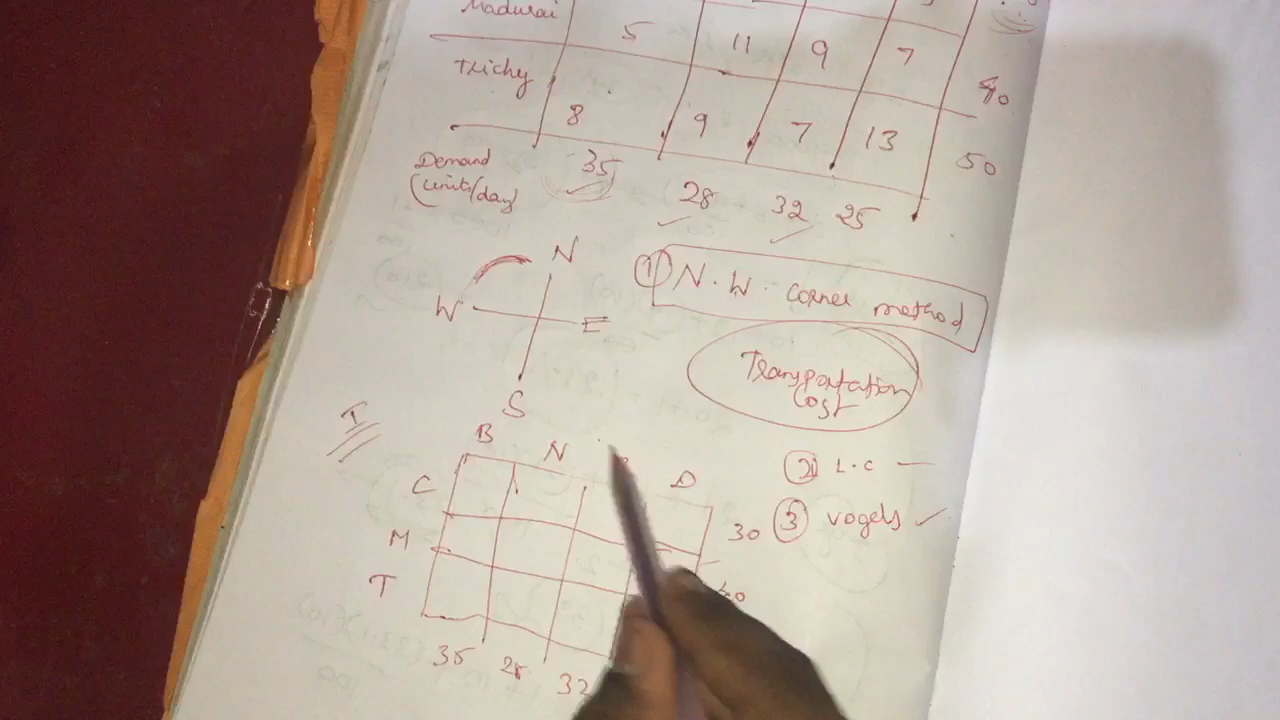 Madurai 5 11 9 7 40
Trichy 8 9 7 13 50
Demand 35 28 32 25
(units/day)
N
W E
S
① N.W. Corner method
Transportation
Cost
I
B N D
C 30
M 40
T
35 28 32
② L.C —
③ vogels ✓